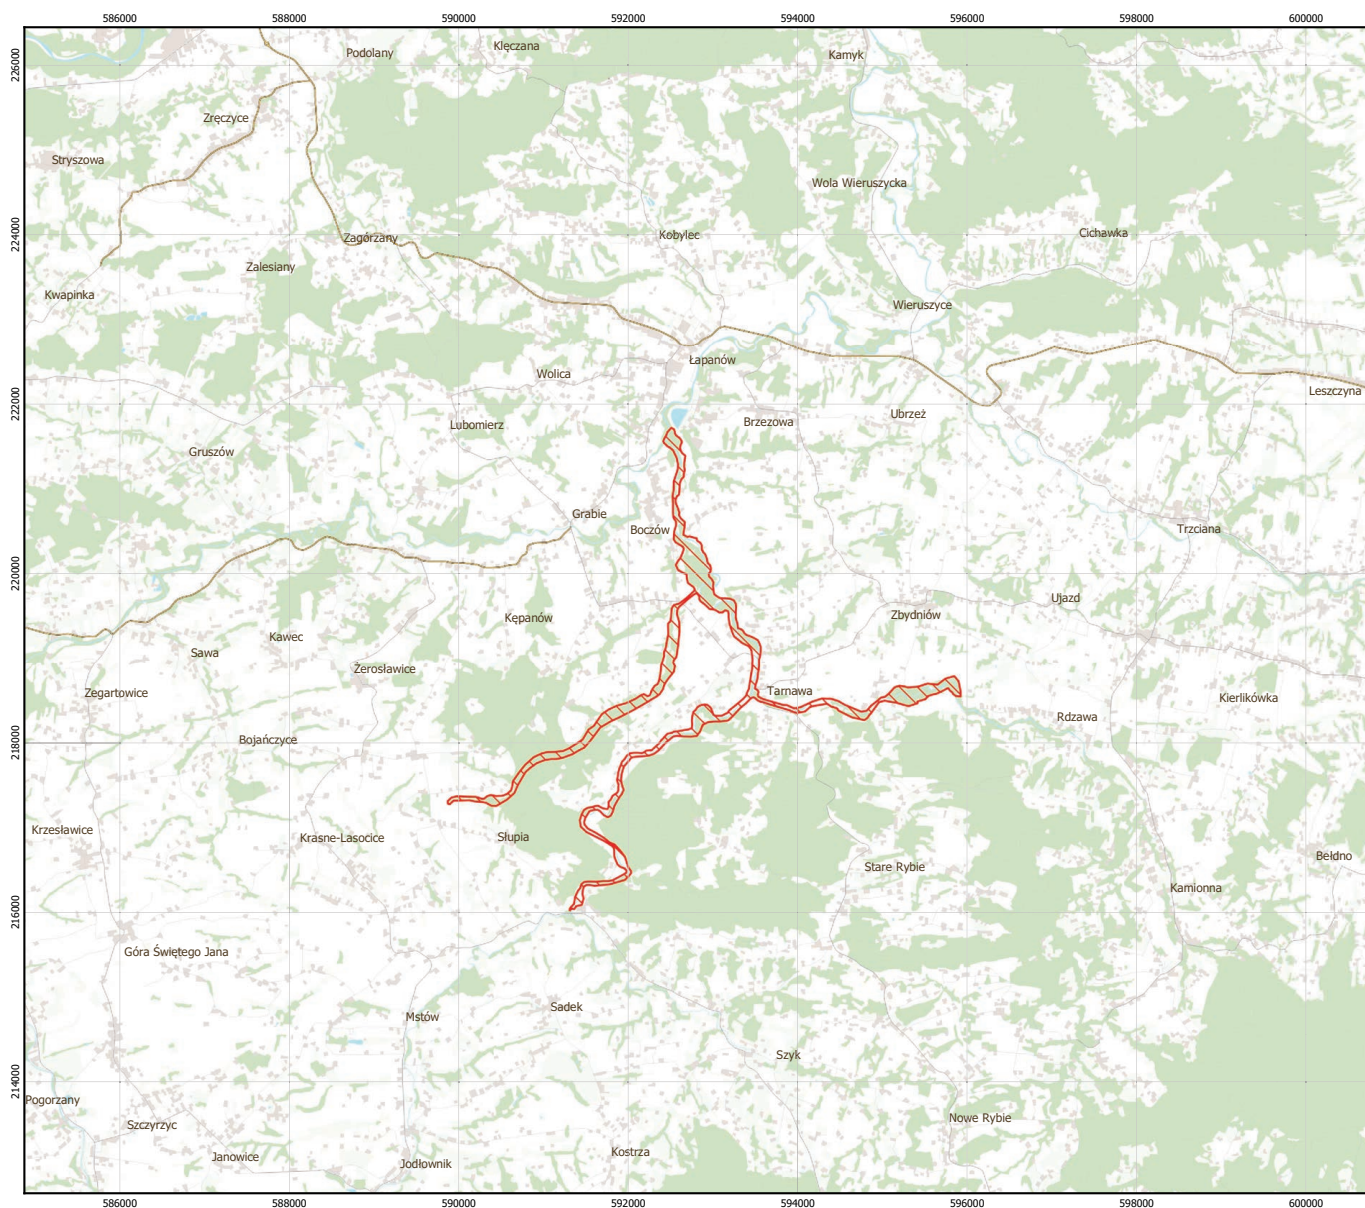 586000 588000 590000 592000 594000 596000 598000 600000
226000
Podolany
Klęczana
Kamyk
Zręczyce
Stryszowa
Wola Wieruszycka
224000
Zagórzany
Kobylec
Cichawka
Zalesiany
Kwapinka
Wieruszyce
Łapanów
Wolica
222000
Leszczyna
Lubomierz
Brzezowa
Ubrzeż
Gruszów
Grabie
Boczów
Trzciana
220000
Kępanów
Zbydniów
Ujazd
Kawec
Sawa
Żerosławice
Zegartowice
Tarnawa
Kierlikówka
Rdzawa
218000
Bojańczyce
Krzesławice
Krasne-Lasocice
Słupia
Bełdno
Stare Rybie
Kamionna
216000
Góra Świętego Jana
Sadek
Mstów
Szyk
214000
Pogorzany
Nowe Rybie
Szczyrzyc
Janowice
Kostrza
Jodłownik
586000 588000 590000 592000 594000 596000 598000 600000